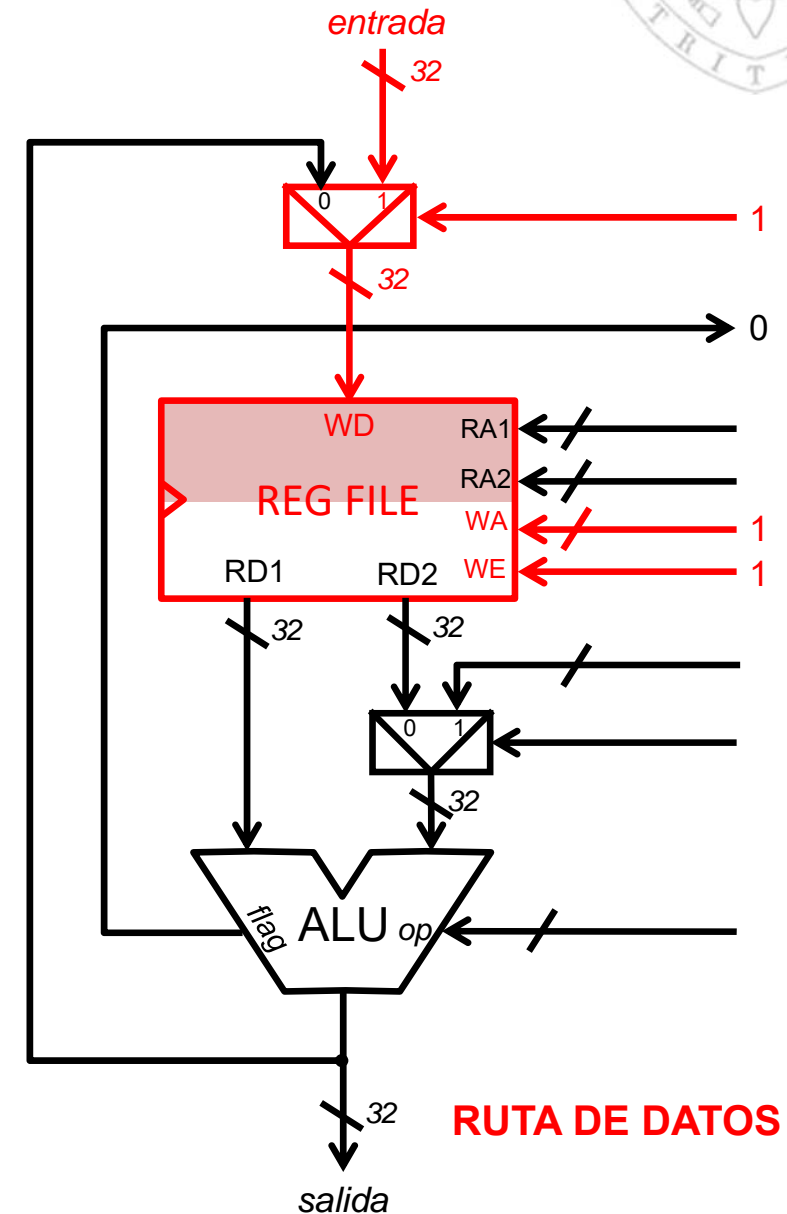 entrada
T R I T
32
0 1
1
32
0
WD
RA1
RA2
REG FILE
WA
1
RD1
RD2
WE
1
32
32
0 1
32
flag
ALU
op
32
RUTA DE DATOS
salida